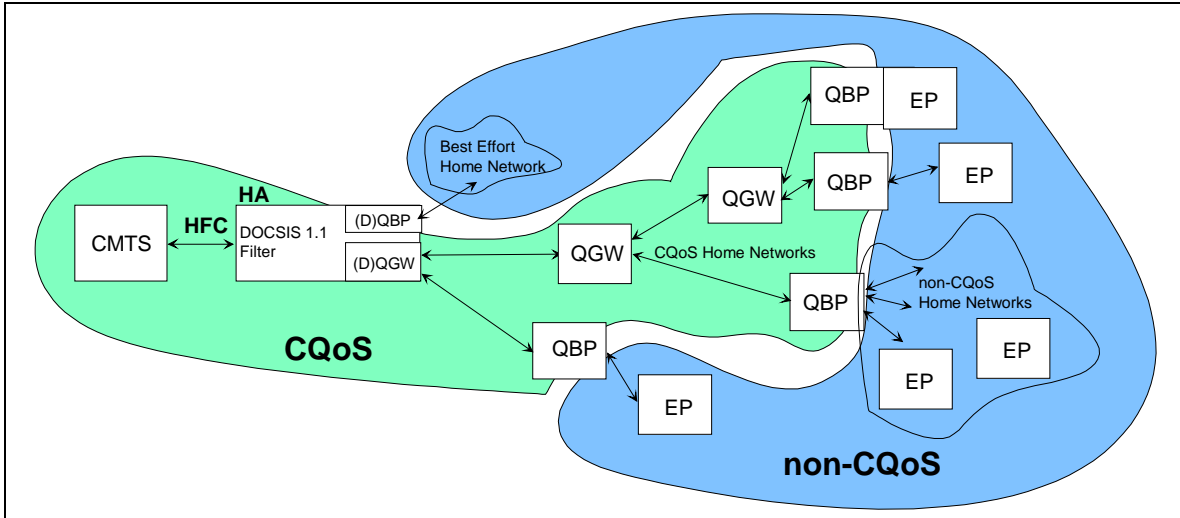 QBP
EP
Best Effort
Home Network
QBP
EP
QGW
HA
(D)QBP
HFC
DOCSIS 1.1
Filter
CMTS
QGW
CQoS Home Networks
(D)QGW
non-CQoS
Home Networks
QBP
CQoS
QBP
EP
EP
EP
non-CQoS